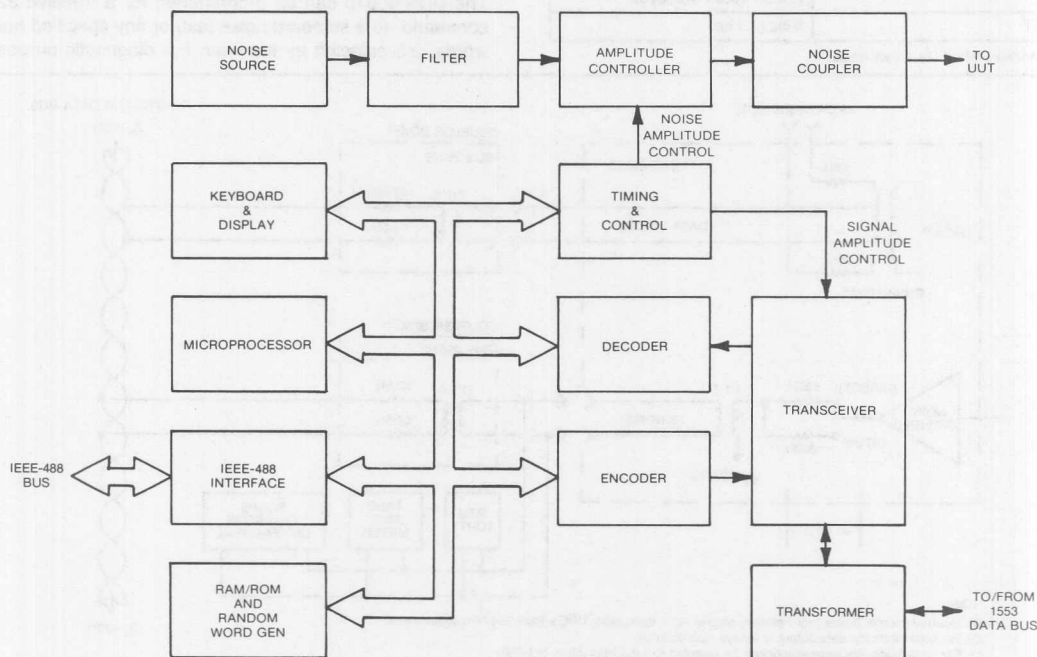 NOISE
SOURCE
FILTER
AMPLITUDE
CONTROLLER
NOISE
COUPLER
TO
UUT
NOISE
AMPLITUDE
CONTROL
KEYBOARD
&
DISPLAY
TIMING
&
CONTROL
SIGNAL
AMPLITUDE
CONTROL
MICROPROCESSOR
DECODER
TRANSCEIVER
IEEE-488
BUS
IEEE-488
INTERFACE
ENCODER
RAM/ROM
AND
RANDOM
WORD GEN
TRANSFORMER
TO/FROM
1553
DATA BUS